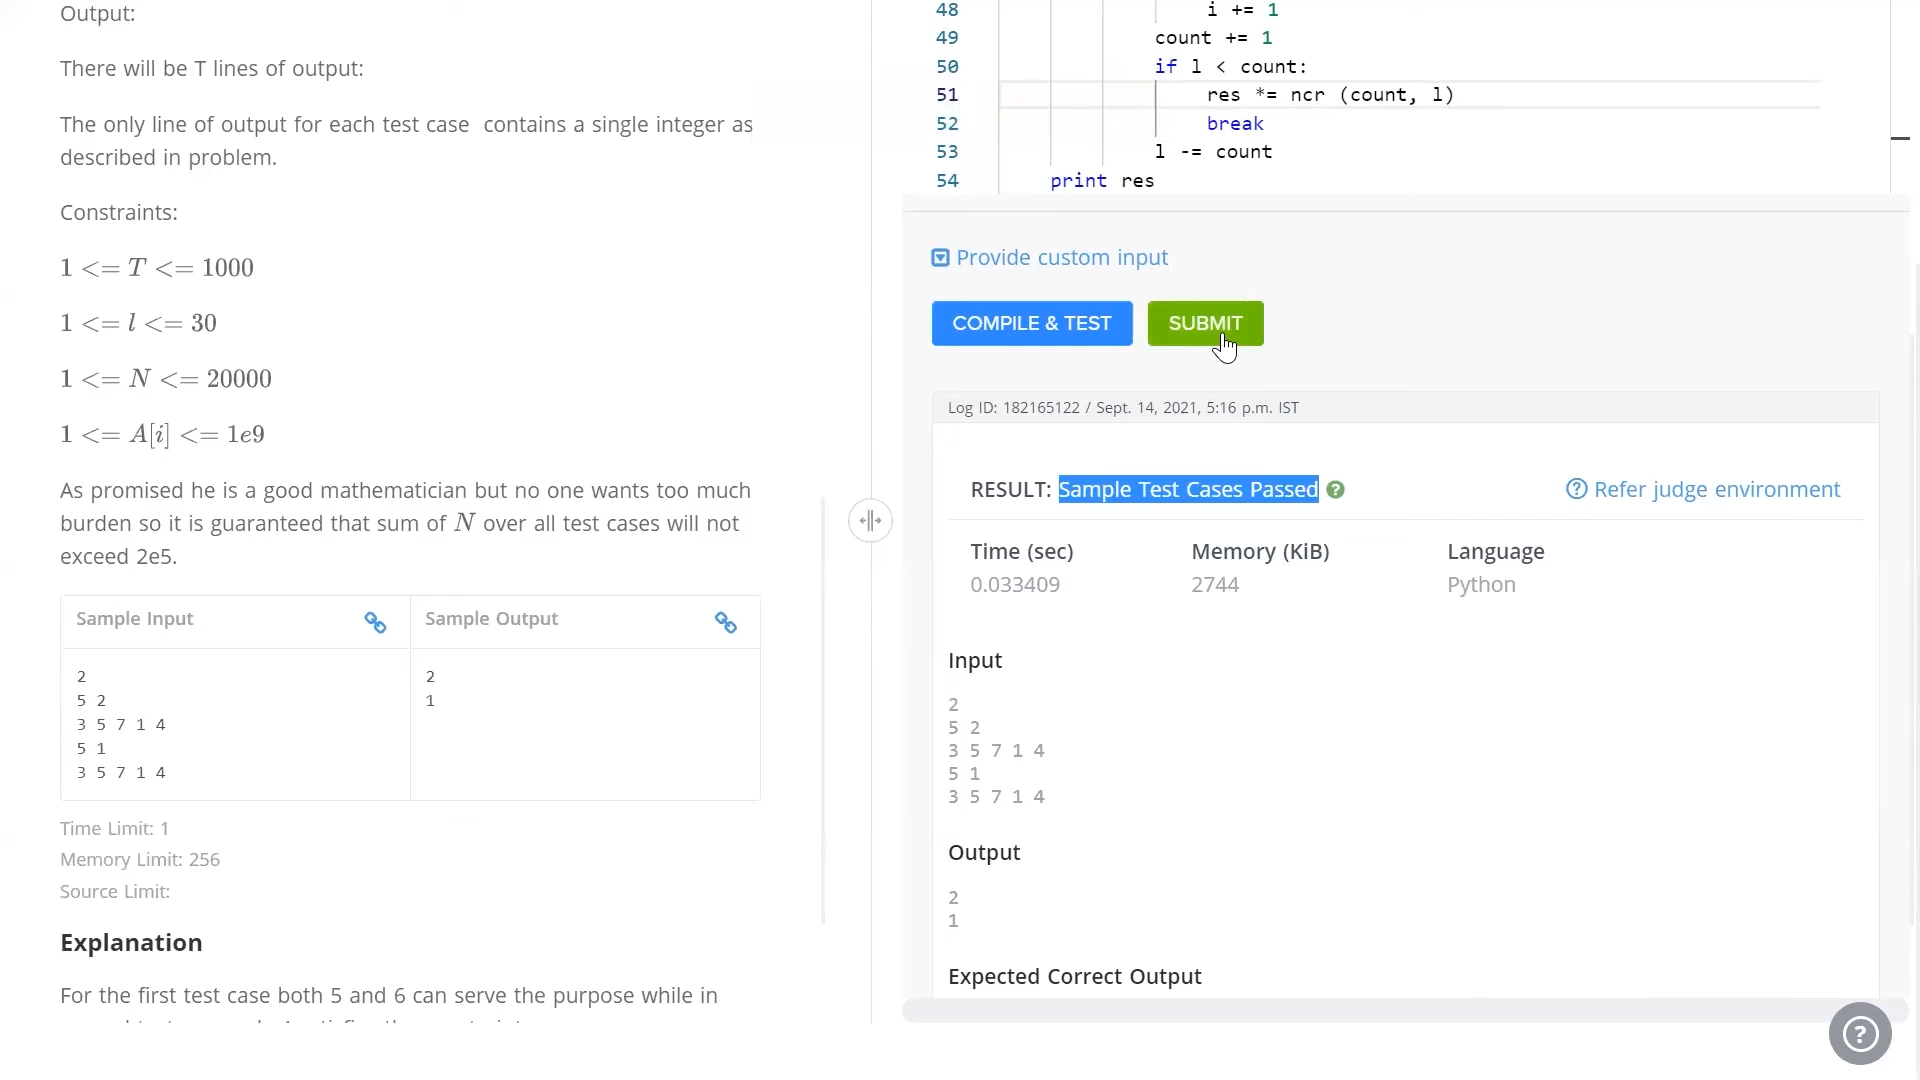 Output:
There will be T lines of output:
The only line of output for each test case contains a single integer as
described in problem.
Constraints:
1 <= T <= 1000
1 <= l <= 30
1 <= N <= 20000
1 <= A[i] <= 1e9
As promised he is a good mathematician but no one wants too much
burden so it is guaranteed that sum of N over all test cases will not
exceed 2e5.
Sample Input
Sample Output
2
5 2
3 5 7 1 4
5 1
3 5 7 1 4
2
1
Time Limit: 1
Memory Limit: 256
Source Limit:
Explanation
For the first test case both 5 and 6 can serve the purpose while in
48 i += 1
49 count += 1
50 if l < count:
51 res *= ncr (count, l)
52 break
53 l -= count
54 print res
Provide custom input
COMPILE & TEST
SUBMIT
Log ID: 182165122 / Sept. 14, 2021, 5:16 p.m. IST
RESULT: Sample Test Cases Passed ?
? Refer judge environment
Time (sec)
0.033409
Memory (KiB)
2744
Language
Python
Input
2
5 2
3 5 7 1 4
5 1
3 5 7 1 4
Output
2
1
Expected Correct Output
?